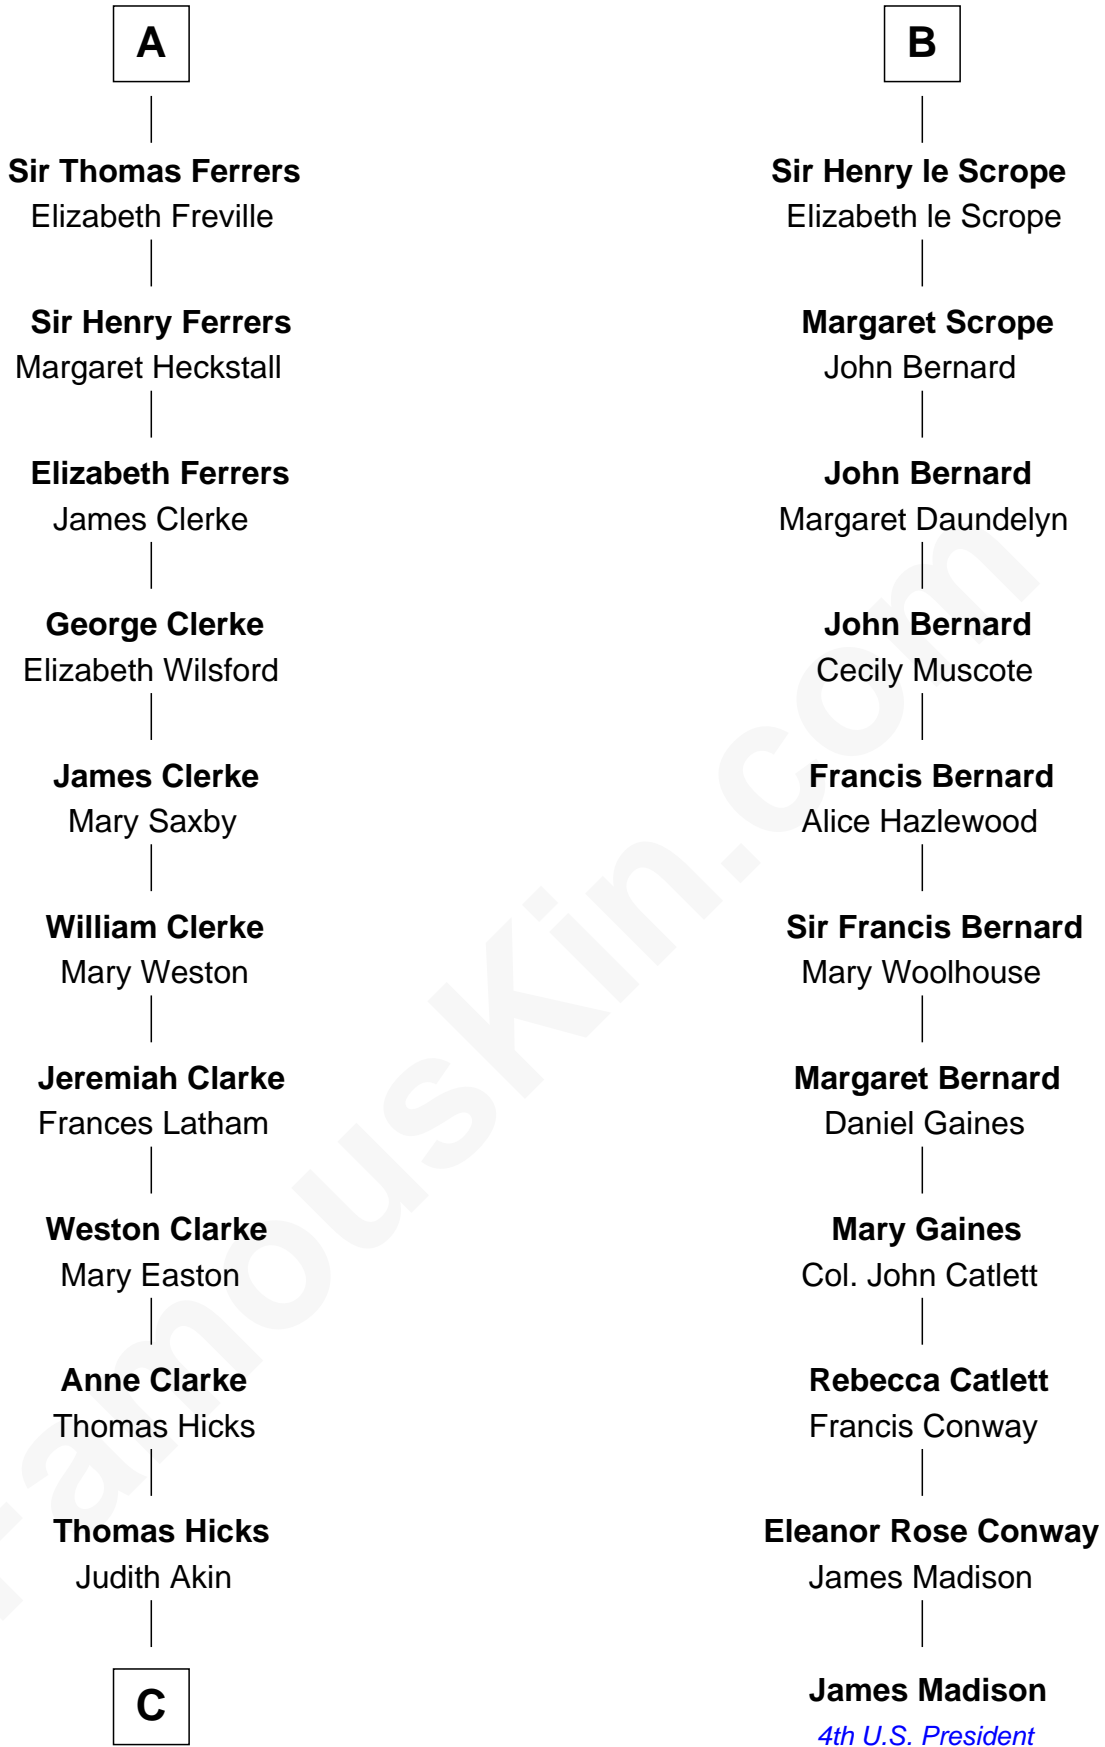 A
Sir Thomas Ferrers
Elizabeth Freville
Sir Henry Ferrers
Margaret Heckstall
Elizabeth Ferrers
James Clerke
George Clerke
Elizabeth Wilsford
James Clerke
Mary Saxby
William Clerke
Mary Weston
Jeremiah Clarke
Frances Latham
Weston Clarke
Mary Easton
Anne Clarke
Thomas Hicks
Thomas Hicks
Judith Akin
C
B
Sir Henry le Scrope
Elizabeth le Scrope
Margaret Scrope
John Bernard
John Bernard
Margaret Daundelyn
John Bernard
Cecily Muscote
Francis Bernard
Alice Hazlewood
Sir Francis Bernard
Mary Woolhouse
Margaret Bernard
Daniel Gaines
Mary Gaines
Col. John Catlett
Rebecca Catlett
Francis Conway
Eleanor Rose Conway
James Madison
James Madison
4th U.S. President
FamousKin.com